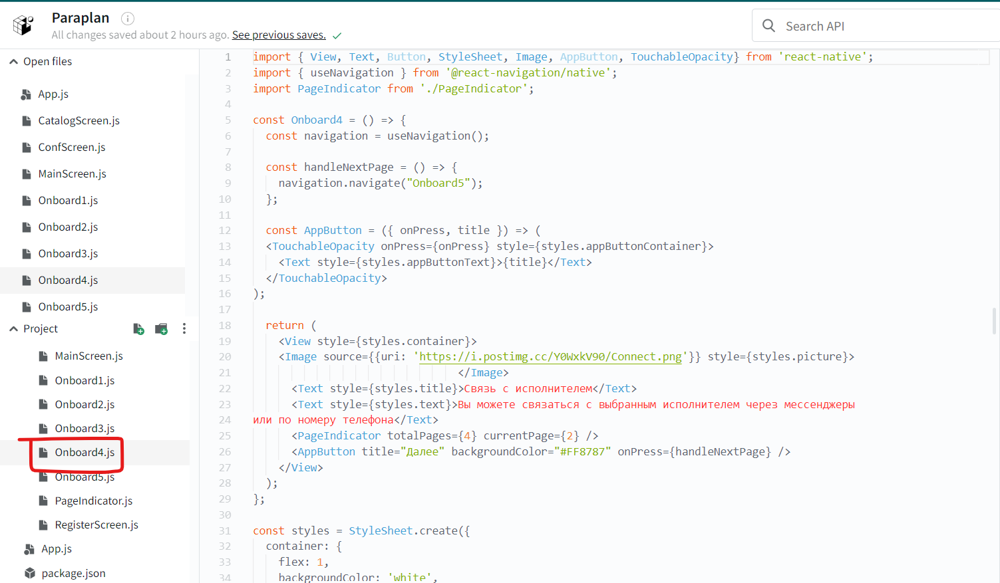 Paraplan
All changes saved about 2 hours ago. See previous saves.
Search API
Open files
App.js
CatalogScreen.js
ConfScreen.js
MainScreen.js
Onboard1.js
Onboard2.js
Onboard3.js
Onboard4.js
Onboard5.js
Project
MainScreen.js
Onboard1.js
Onboard2.js
Onboard3.js
Onboard4.js
Onboard5.js
PageIndicator.js
RegisterScreen.js
App.js
package.json
1 import { View, Text, Button, StyleSheet, Image, AppButton, TouchableOpacity} from 'react-native';
2 import { useNavigation } from '@react-navigation/native';
3 import PageIndicator from './PageIndicator';
4
5 const Onboard4 = () => {
6 const navigation = useNavigation();
7
8 const handleNextPage = () => {
9 navigation.navigate("Onboard5");
10 };
11
12 const AppButton = ({ onPress, title }) => (
13 <TouchableOpacity onPress={onPress} style={styles.appButtonContainer}>
14 <Text style={styles.appButtonText}>{title}</Text>
15 </TouchableOpacity>
16 );
17
18 return (
19 <View style={styles.container}>
20 <Image source={{uri: 'https://i.postimg.cc/Y0WxkV90/Connect.png'}} style={styles.picture}>
21 </Image>
22 <Text style={styles.title}>Связь с исполнителем</Text>
23 <Text style={styles.text}>Вы можете связаться с выбранным исполнителем через мессенджеры
24 или по номеру телефона</Text>
25 <PageIndicator totalPages={4} currentPage={2} />
26 <AppButton title="Далее" backgroundColor="#FF8787" onPress={handleNextPage} />
27 </View>
28 );
29 };
30
31 const styles = StyleSheet.create({
32 container: {
33 flex: 1,
34 backgroundColor: 'white',